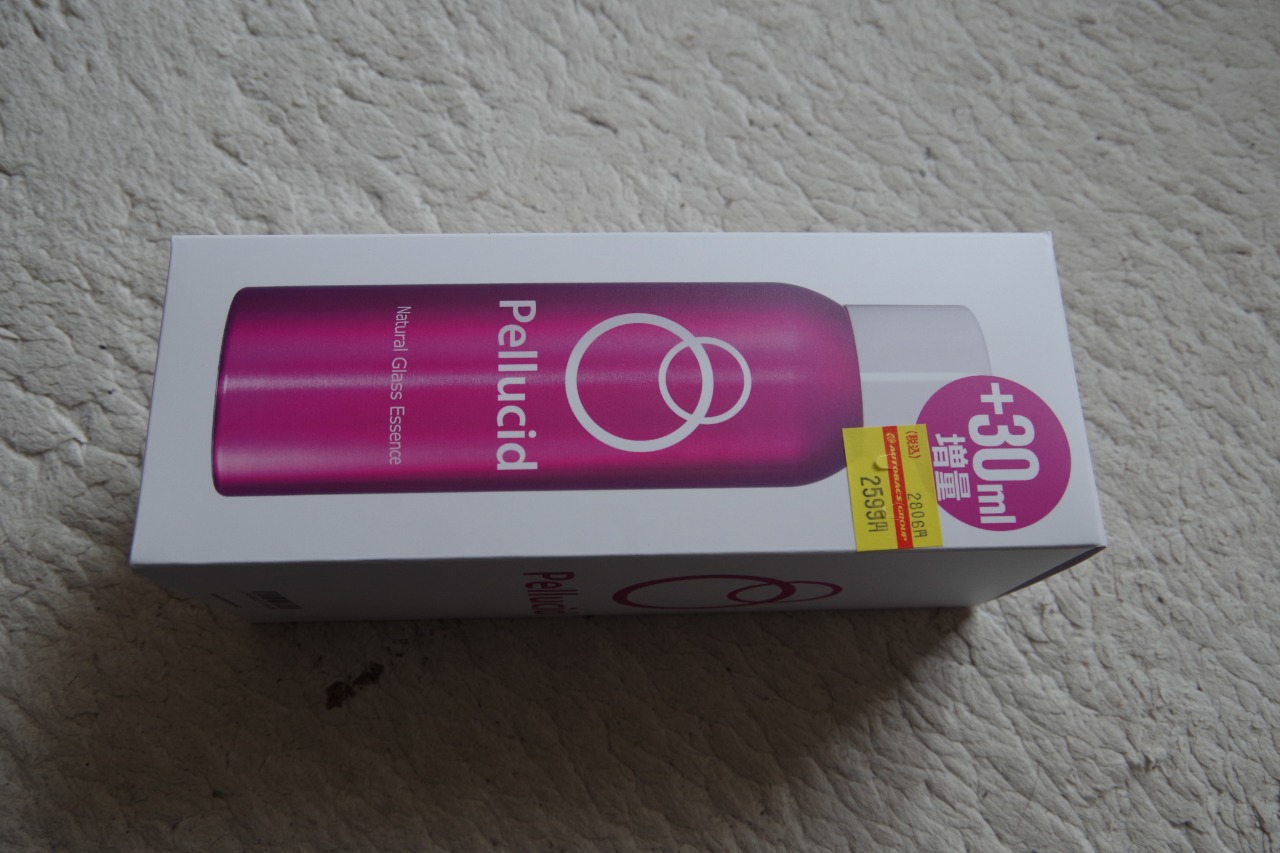 Pellucid
Natural Glass Essence
+30ml
増量
(税込) 2806円
AUTOBACS GROUP
2599円
Pellucid